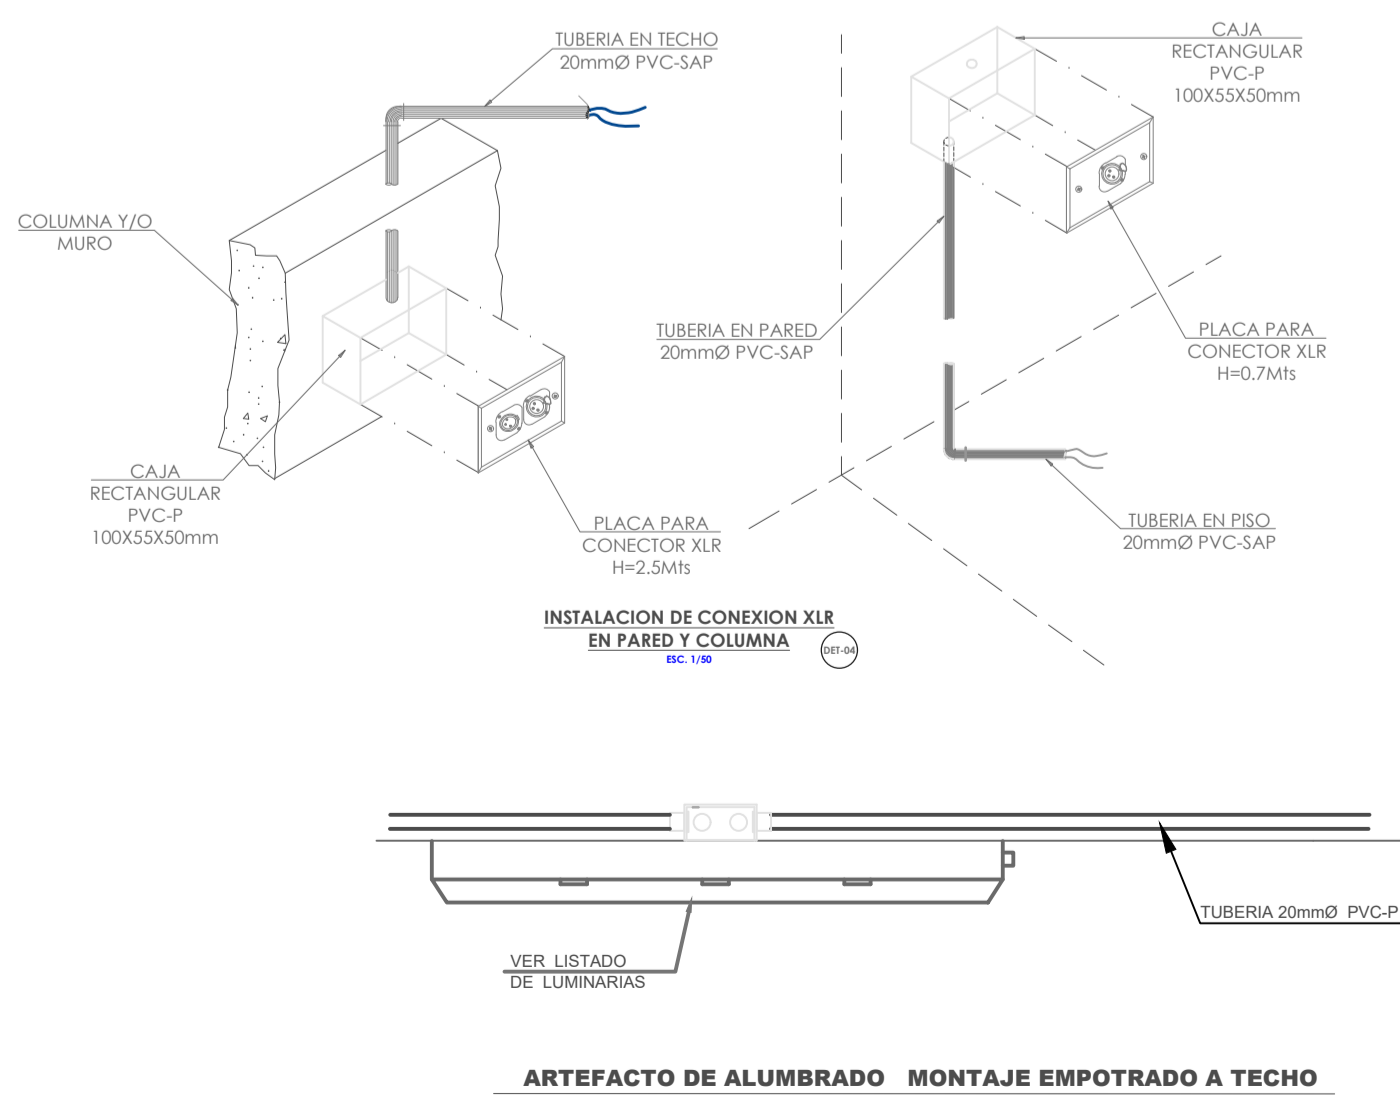 TUBERIA EN TECHO
20mmØ PVC-SAP
COLUMNA Y/O
MURO
CAJA
RECTANGULAR
PVC-P
100X55X50mm
PLACA PARA
CONECTOR XLR
H=2.5Mts
CAJA
RECTANGULAR
PVC-P
100X55X50mm
TUBERIA EN PARED
20mmØ PVC-SAP
PLACA PARA
CONECTOR XLR
H=0.7Mts
TUBERIA EN PISO
20mmØ PVC-SAP
INSTALACION DE CONEXION XLR
EN PARED Y COLUMNA
ESC. 1/50
DET-04
TUBERIA 20mmØ PVC-P
VER LISTADO
DE LUMINARIAS
ARTEFACTO DE ALUMBRADO MONTAJE EMPOTRADO A TECHO